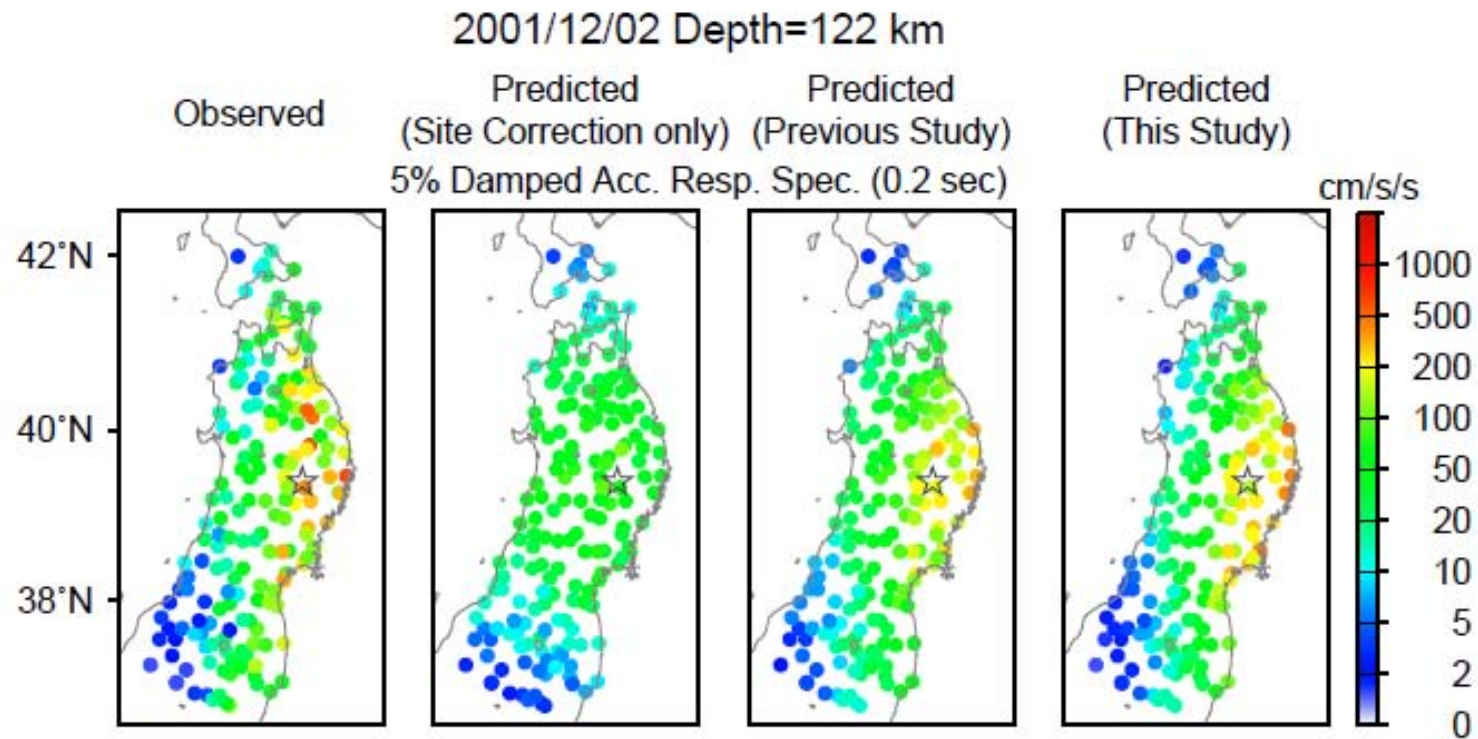 2001/12/02 Depth=122 km
Observed
Predicted
(Site Correction only)
Predicted
(Previous Study)
Predicted
(This Study)
5% Damped Acc. Resp. Spec. (0.2 sec)
cm/s/s
42°N
40°N
38°N
1000
500
200
100
50
20
10
5
2
0